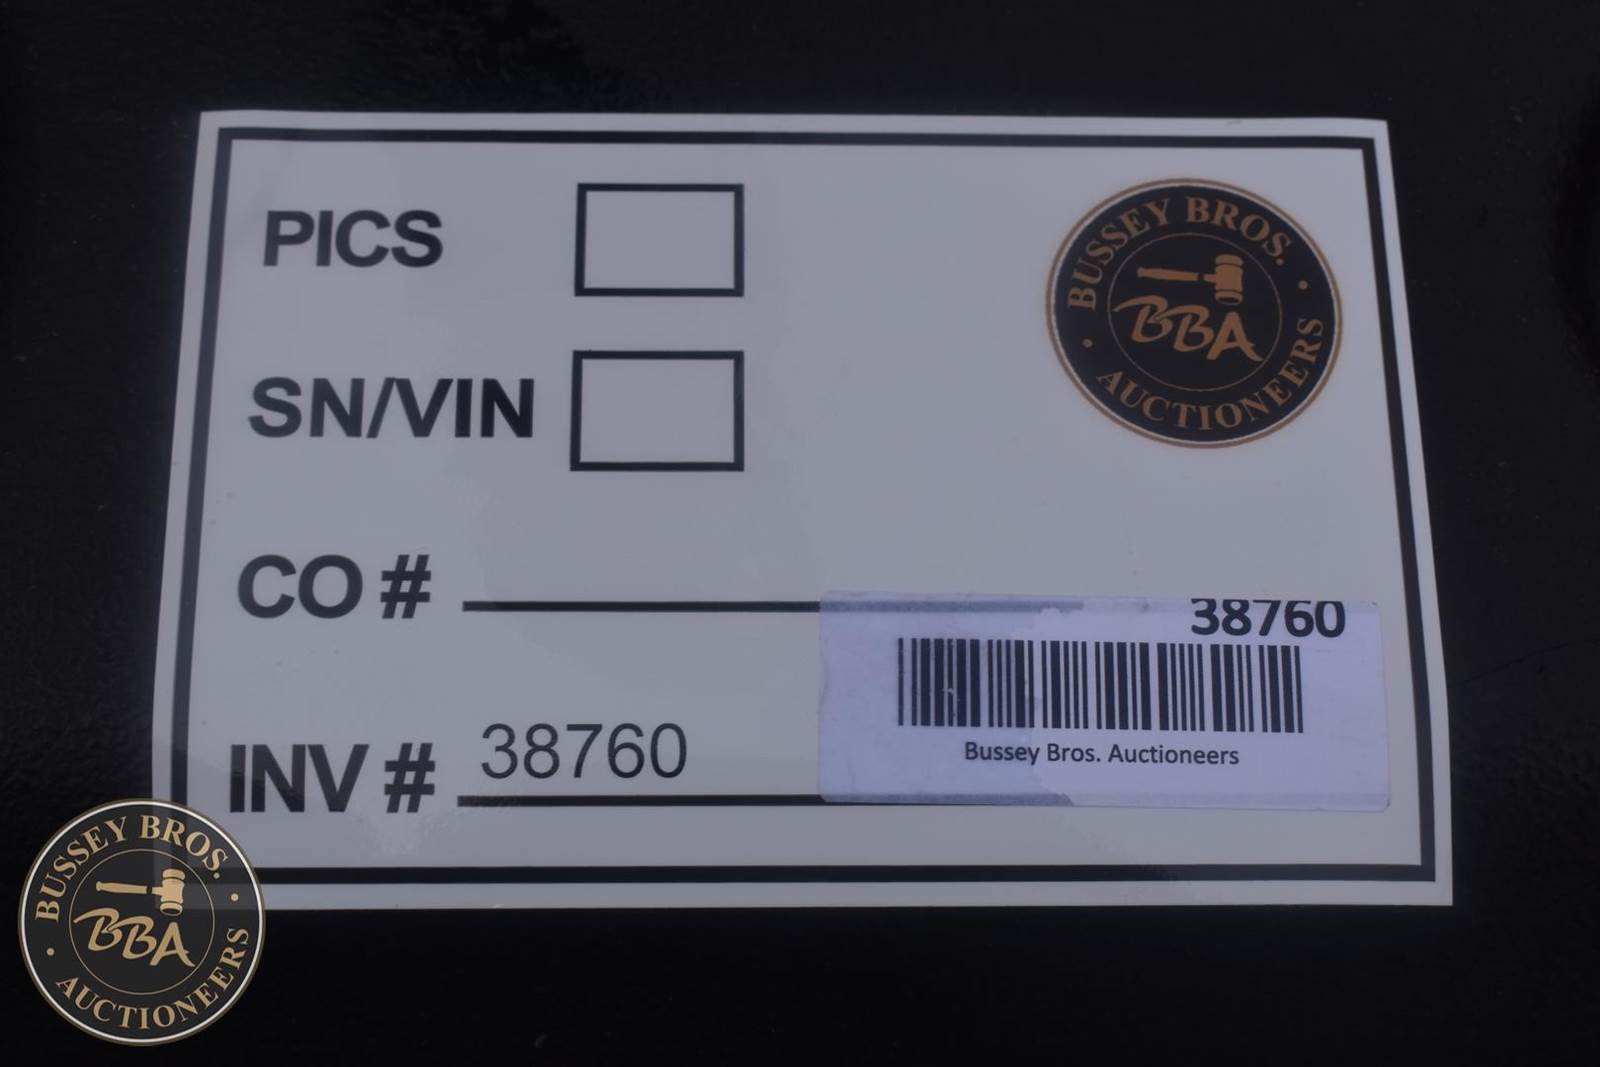 PICS
SN/VIN
CO #
INV # 38760
BUSSEY BROS.
BBA
AUCTIONEERS
38760
Bussey Bros. Auctioneers
BUSSEY BROS.
BBA
AUCTIONEERS